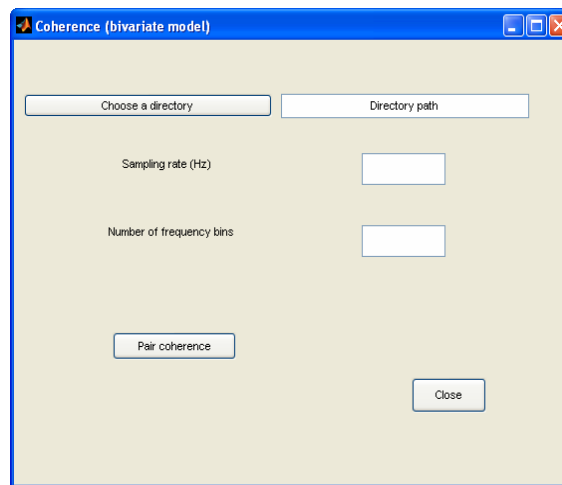 Coherence (bivariate model)
Choose a directory
Directory path
Sampling rate (Hz)
Number of frequency bins
Pair coherence
Close